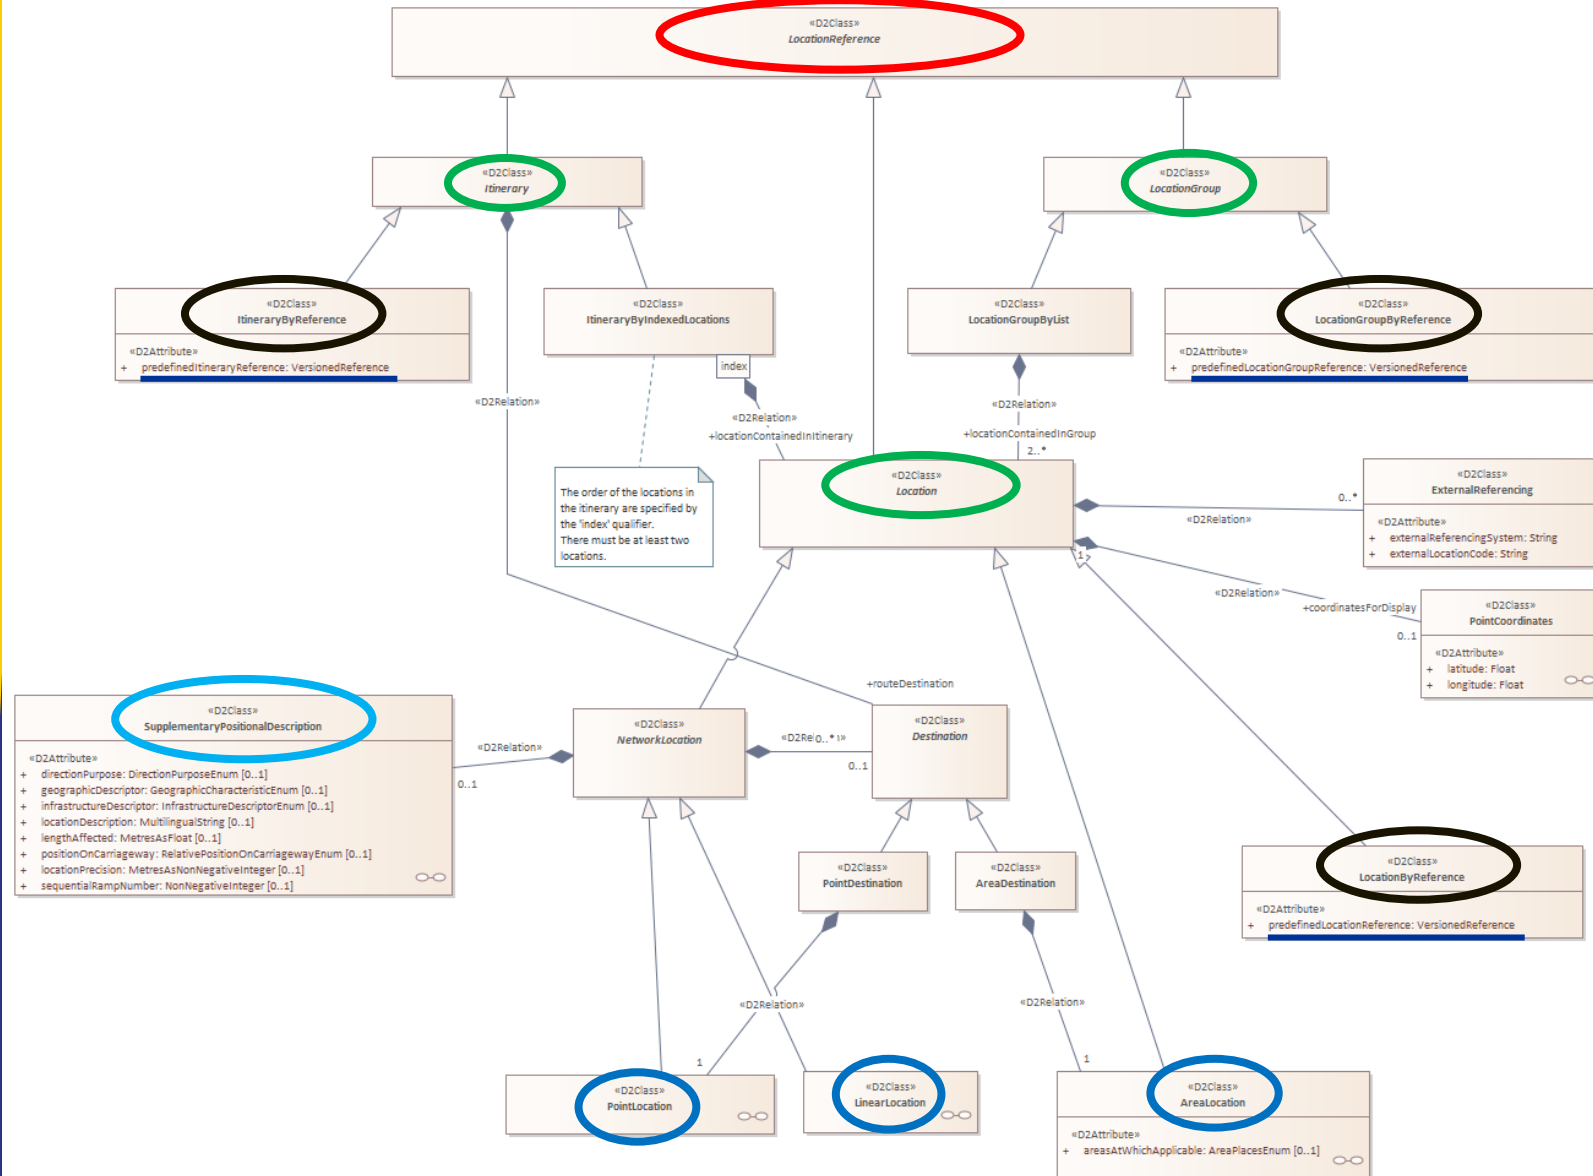 «D2Class»
LocationReference
«D2Class»
Itinerary
«D2Class»
LocationGroup
«D2Class»
ItineraryByReference
«D2Attribute»
+ predefinedItineraryReference: VersionedReference
«D2Class»
ItineraryByIndexedLocations
index
«D2Class»
LocationGroupByList
«D2Class»
LocationGroupByReference
«D2Attribute»
+ predefinedLocationGroupReference: VersionedReference
«D2Relation»
«D2Relation»
+locationContainedInItinerary
«D2Relation»
+locationContainedInGroup
2..*
The order of the locations in
the itinerary are specified by
the 'index' qualifier.
There must be at least two
locations.
«D2Class»
Location
0..*
«D2Relation»
«D2Class»
ExternalReferencing
«D2Attribute»
+ externalReferencingSystem: String
+ externalLocationCode: String
1
«D2Relation»
+coordinatesForDisplay
0..1
«D2Class»
PointCoordinates
«D2Attribute»
+ latitude: Float
+ longitude: Float
+routeDestination
«D2Class»
SupplementaryPositionalDescription
«D2Attribute»
+ directionPurpose: DirectionPurposeEnum [0..1]
+ geographicDescriptor: GeographicCharacteristicEnum [0..1]
+ infrastructureDescriptor: InfrastructureDescriptorEnum [0..1]
+ locationDescription: MultilingualString [0..1]
+ lengthAffected: MetresAsFloat [0..1]
+ positionOnCarriageway: RelativePositionOnCarriagewayEnum [0..1]
+ locationPrecision: MetresAsNonNegativeInteger [0..1]
+ sequentialRampNumber: NonNegativeInteger [0..1]
«D2Relation»
0..1
«D2Class»
NetworkLocation
0..*
0..1
«D2Class»
Destination
«D2Class»
PointDestination
«D2Class»
AreaDestination
«D2Class»
LocationByReference
«D2Attribute»
+ predefinedLocationReference: VersionedReference
«D2Relation»
1
«D2Relation»
1
«D2Class»
PointLocation
«D2Class»
LinearLocation
«D2Class»
AreaLocation
«D2Attribute»
+ areasAtWhichApplicable: AreaPlacesEnum [0..1]